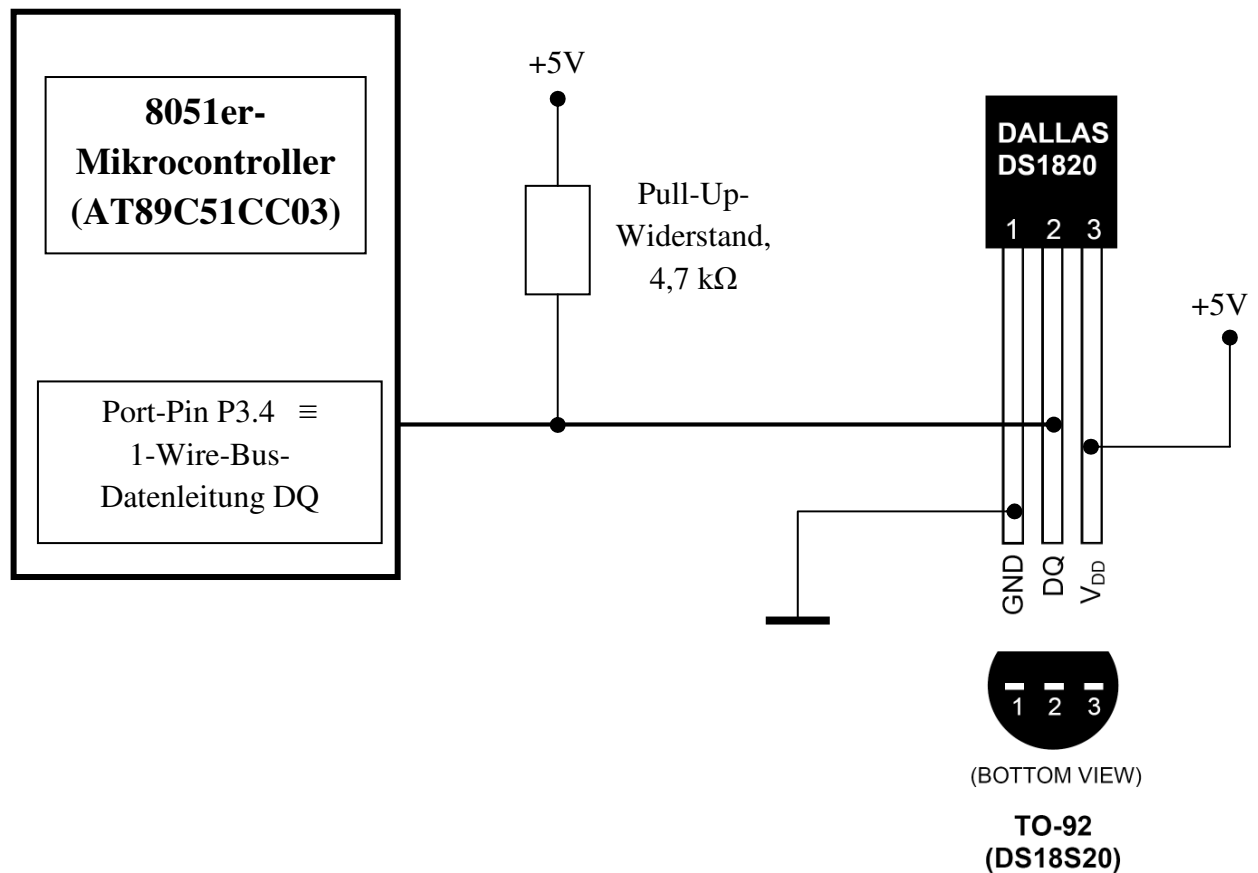 8051er-
Mikrocontroller
(AT89C51CC03)
Port-Pin P3.4 ≡
1-Wire-Bus-
Datenleitung DQ
+5V
Pull-Up-
Widerstand,
4,7 kΩ
DALLAS
DS1820
1 2 3
+5V
GND
DQ
VDD
1 2 3
(BOTTOM VIEW)
TO-92
(DS18S20)